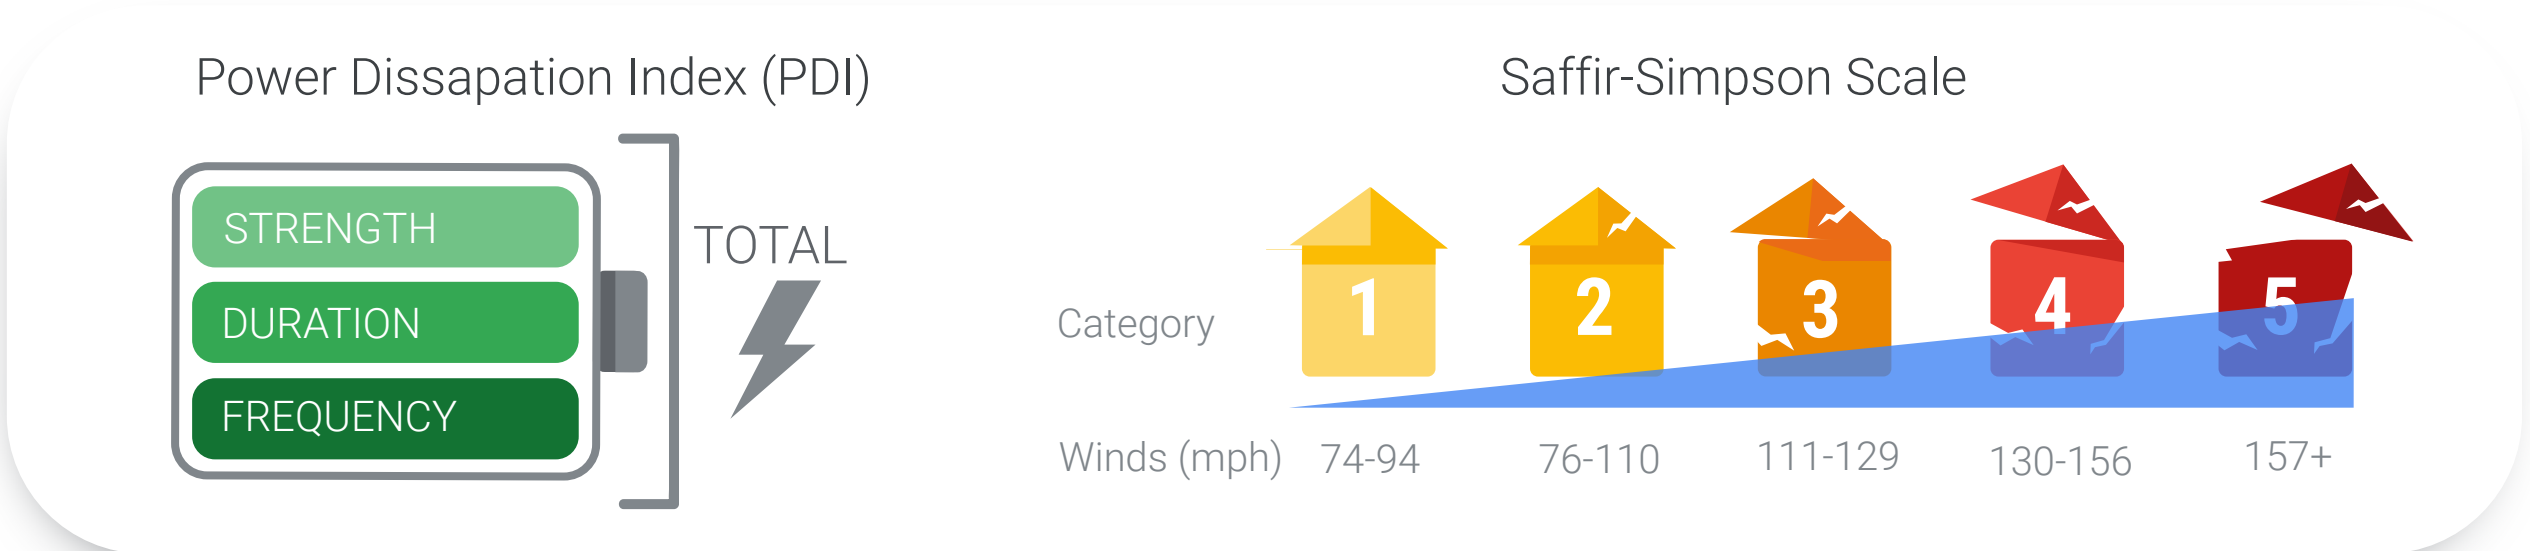 Power Dissapation Index (PDI)
STRENGTH
DURATION
FREQUENCY
TOTAL
Saffir-Simpson Scale
Category 1 2 3 4 5
Winds (mph) 74-94 76-110 111-129 130-156 157+